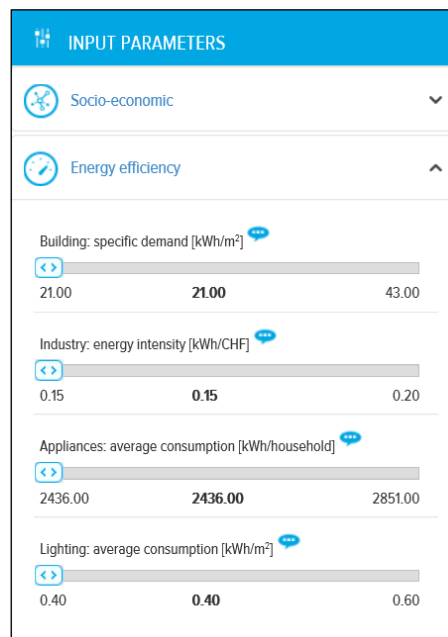 INPUT PARAMETERS
Socio-economic
Energy efficiency
Building: specific demand [kWh/m²]
21.00 21.00 43.00
Industry: energy intensity [kWh/CHF]
0.15 0.15 0.20
Appliances: average consumption [kWh/household]
2436.00 2436.00 2851.00
Lighting: average consumption [kWh/m²]
0.40 0.40 0.60